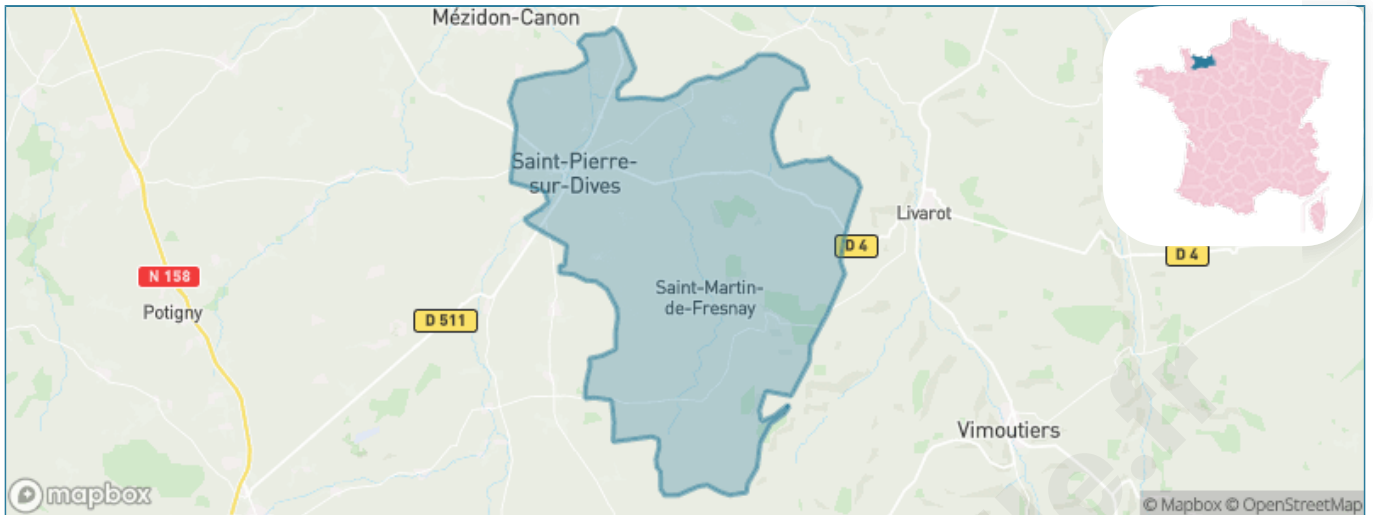 Mézidon-Canon
Saint-Pierre-
sur-Dives
Livarot
D 4
D 4
N 158
Saint-Martin-
de-Fresnay
Potigny
D 511
Vimoutiers
mapbox
© Mapbox © OpenStreetMap